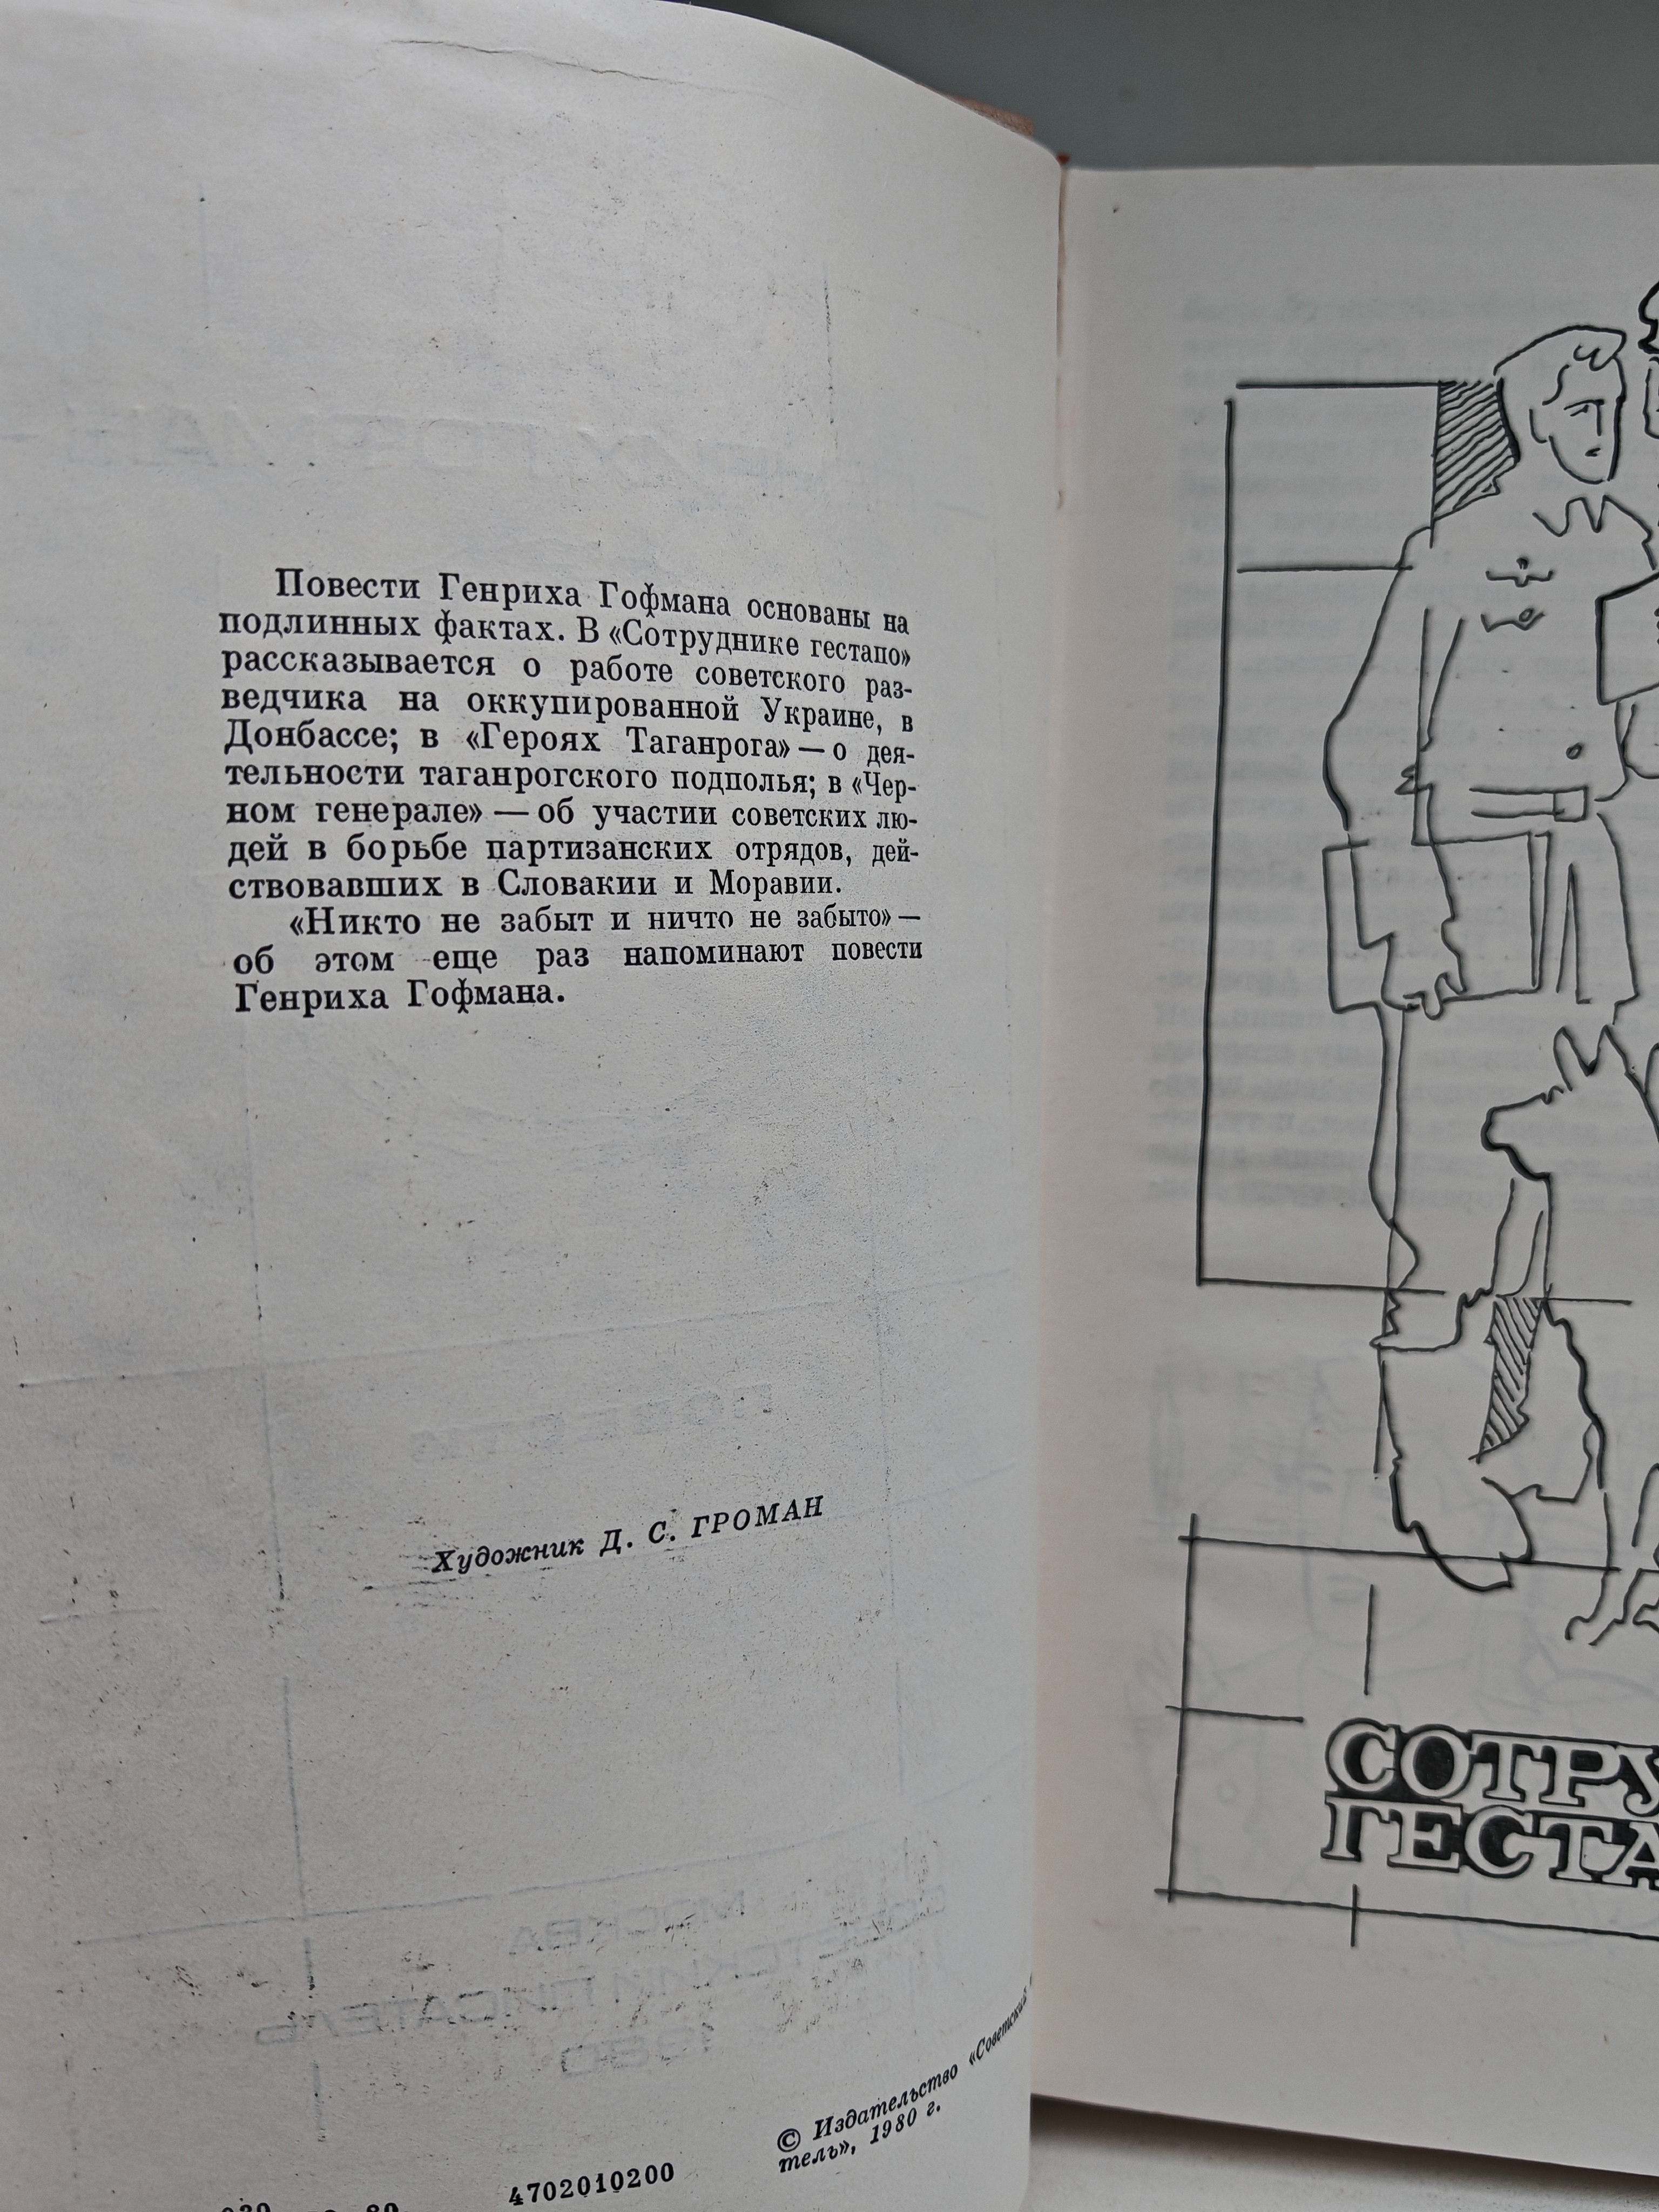 Повести Генриха Гофмана основаны на
подлинных фактах. В «Сотруднике гестапо»
рассказывается о работе советского раз-
ведчика на оккупированной Украине, в
Донбассе; в «Героях Таганрога» — о дея-
тельности таганрогского подполья; в «Чер-
ном генерале» — об участии советских лю-
дей в борьбе партизанских отрядов, дей-
ствовавших в Словакии и Моравии.
«Никто не забыт и ничто не забыто» —
об этом еще раз напоминают повести
Генриха Гофмана.
Художник Д. С. ГРОМАН
4702010200
© Издательство «Советский
тель», 1980 г.
СОТРУ
ГЕСТА